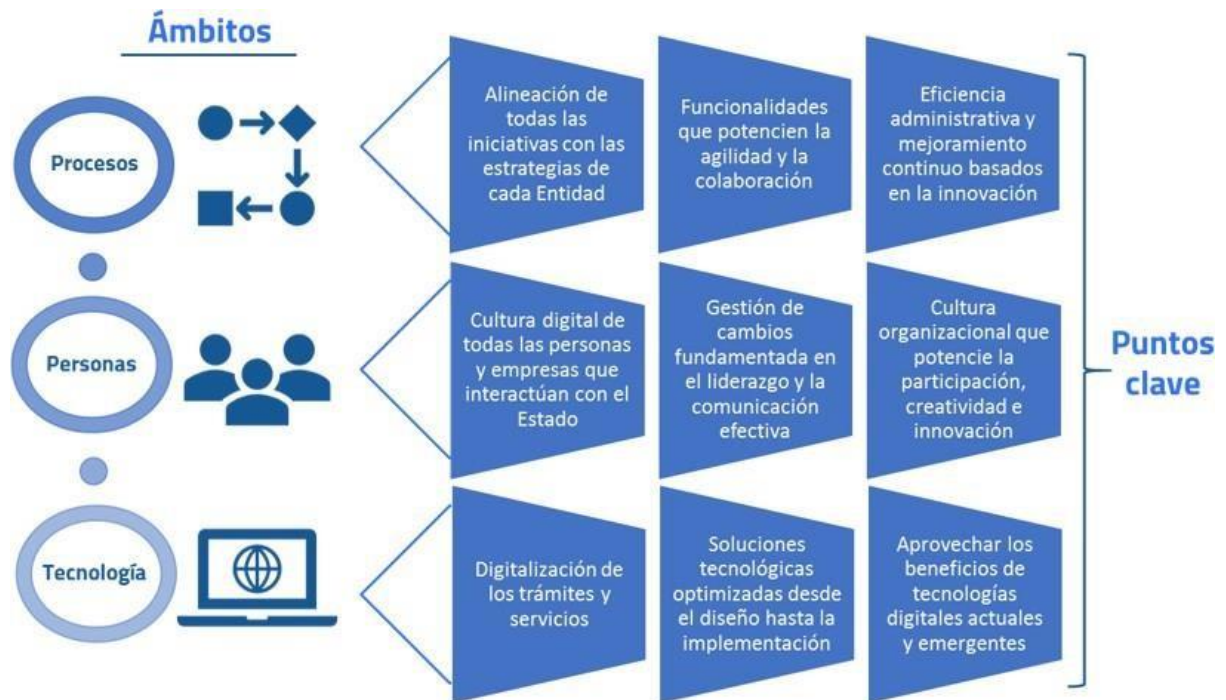 Ámbitos
Procesos
Alineación de
todas las
iniciativas con las
estrategias de
cada Entidad
Funcionalidades
que potencien la
agilidad y la
colaboración
Eficiencia
administrativa y
mejoramiento
continuo basados
en la innovación
Personas
Cultura digital de
todas las personas
y empresas que
interactúan con el
Estado
Gestión de
cambios
fundamentada en
el liderazgo y la
comunicación
efectiva
Cultura
organizacional que
potencie la
participación,
creatividad e
innovación
Tecnología
Digitalización de
los trámites y
servicios
Soluciones
tecnológicas
optimizadas desde
el diseño hasta la
implementación
Aprovechar los
beneficios de
tecnologías
digitales actuales
y emergentes
Puntos
clave